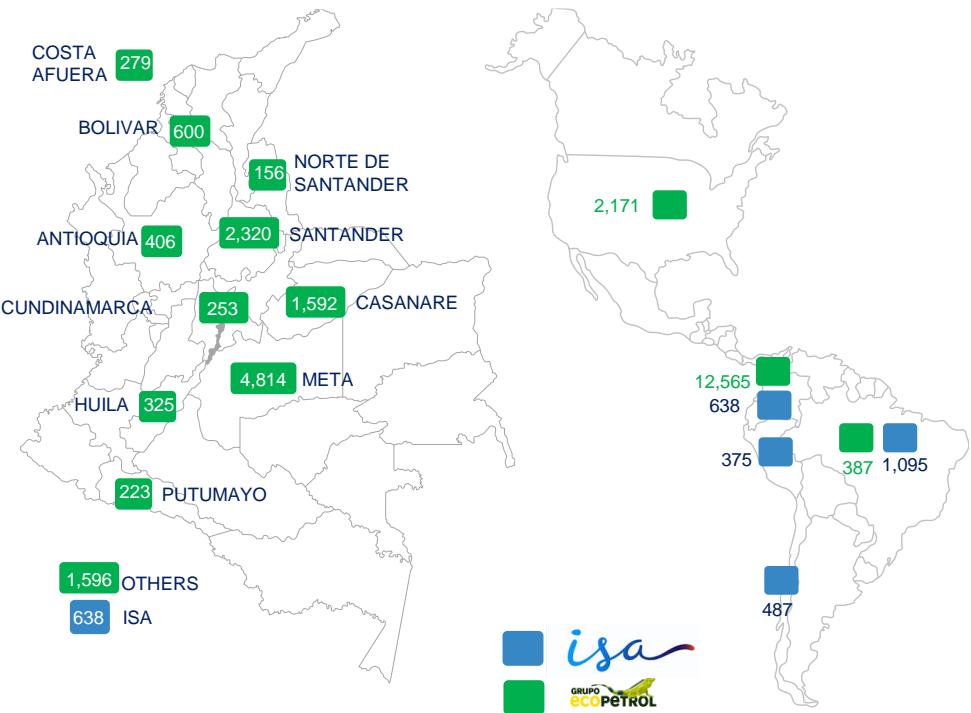 COSTA
AFUERA
279
BOLIVAR
600
156
NORTE DE
SANTANDER
ANTIOQUIA
406
2,320
SANTANDER
CUNDINAMARCA
253
1,592
CASANARE
4,814
META
HUILA
325
223
PUTUMAYO
1,596
OTHERS
638
ISA
2,171
12,565
638
375
387
1,095
487
isa
GRUPO
ECOPETROL